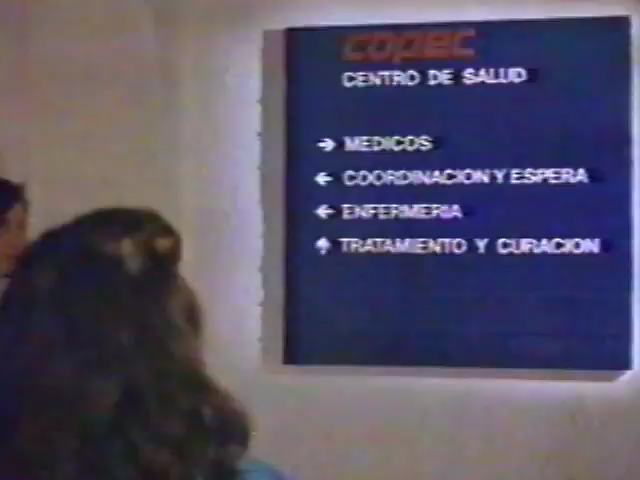 copec
CENTRO DE SALUD
→ MEDICOS
← COORDINACION Y ESPERA
← ENFERMERIA
↑ TRATAMIENTO Y CURACION